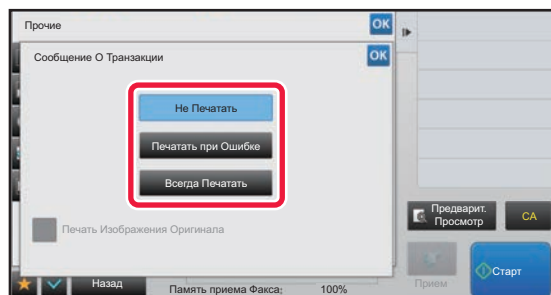 Прочие
OK
Сообщение О Транзакции
OK
Не Печатать
Печатать при Ошибке
Всегда Печатать
Печать Изображения Оригинала
Предварит.
Просмотр
CA
Назад
Память приема Факса:
100%
Прием
Старт